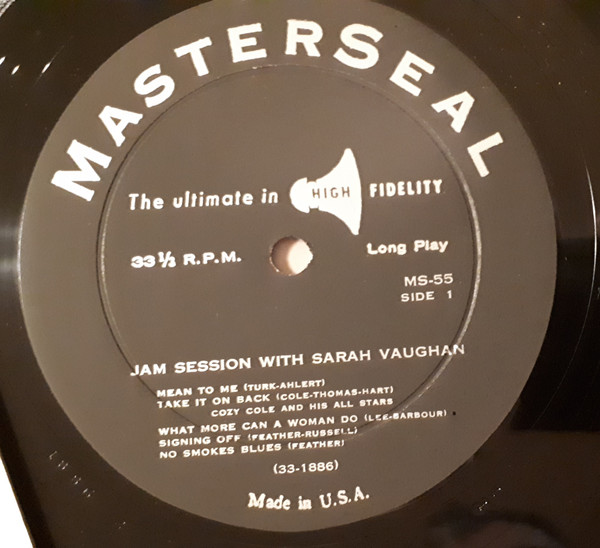 MASTERSEAL
The ultimate in HIGH FIDELITY
33 1/3 R.P.M. Long Play
MS-55
SIDE 1
JAM SESSION WITH SARAH VAUGHAN
MEAN TO ME (TURK-AHLERT)
TAKE IT ON BACK (COLE-THOMAS-HART)
COZY COLE AND HIS ALL STARS
WHAT MORE CAN A WOMAN DO (LEE-BARBOUR)
SIGNING OFF (FEATHER-RUSSELL)
NO SMOKES BLUES (FEATHER)
(33-1886)
Made in U.S.A.